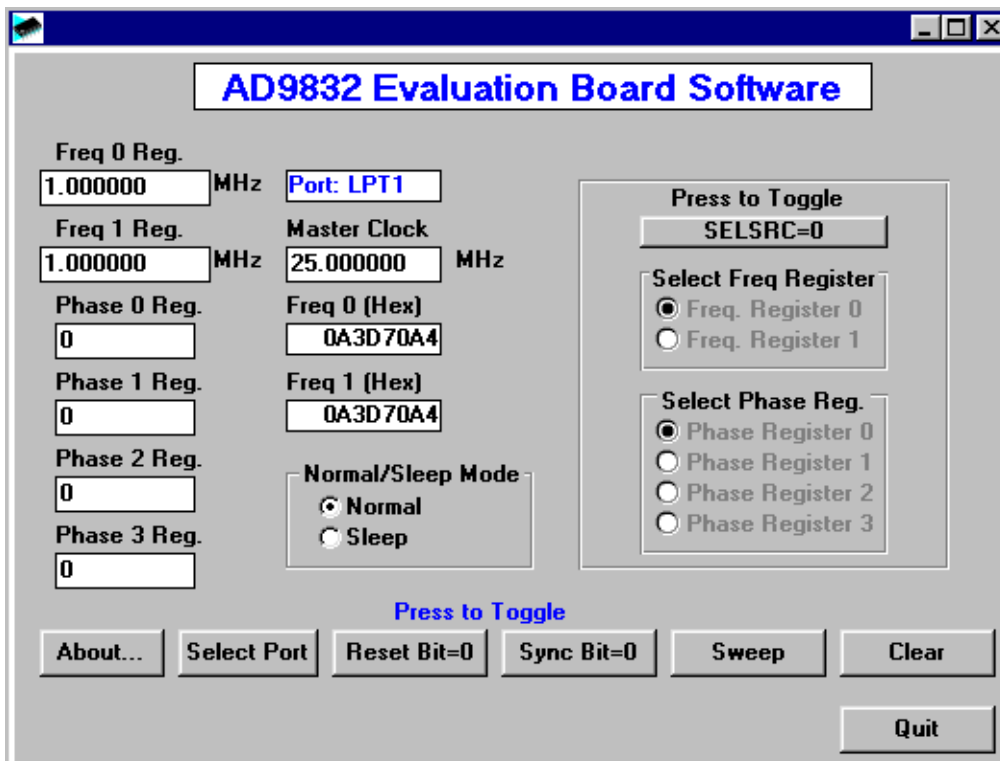 AD9832 Evaluation Board Software
Freq 0 Reg.
1.000000 MHz
Port: LPT1
Freq 1 Reg.
1.000000 MHz
Master Clock
25.000000 MHz
Phase 0 Reg.
0
Freq 0 (Hex)
0A3D70A4
Phase 1 Reg.
0
Freq 1 (Hex)
0A3D70A4
Phase 2 Reg.
0
Phase 3 Reg.
0
Normal/Sleep Mode
Normal
Sleep
Press to Toggle
SELSRC=0
Select Freq Register
Freq. Register 0
Freq. Register 1
Select Phase Reg.
Phase Register 0
Phase Register 1
Phase Register 2
Phase Register 3
Press to Toggle
About...
Select Port
Reset Bit=0
Sync Bit=0
Sweep
Clear
Quit